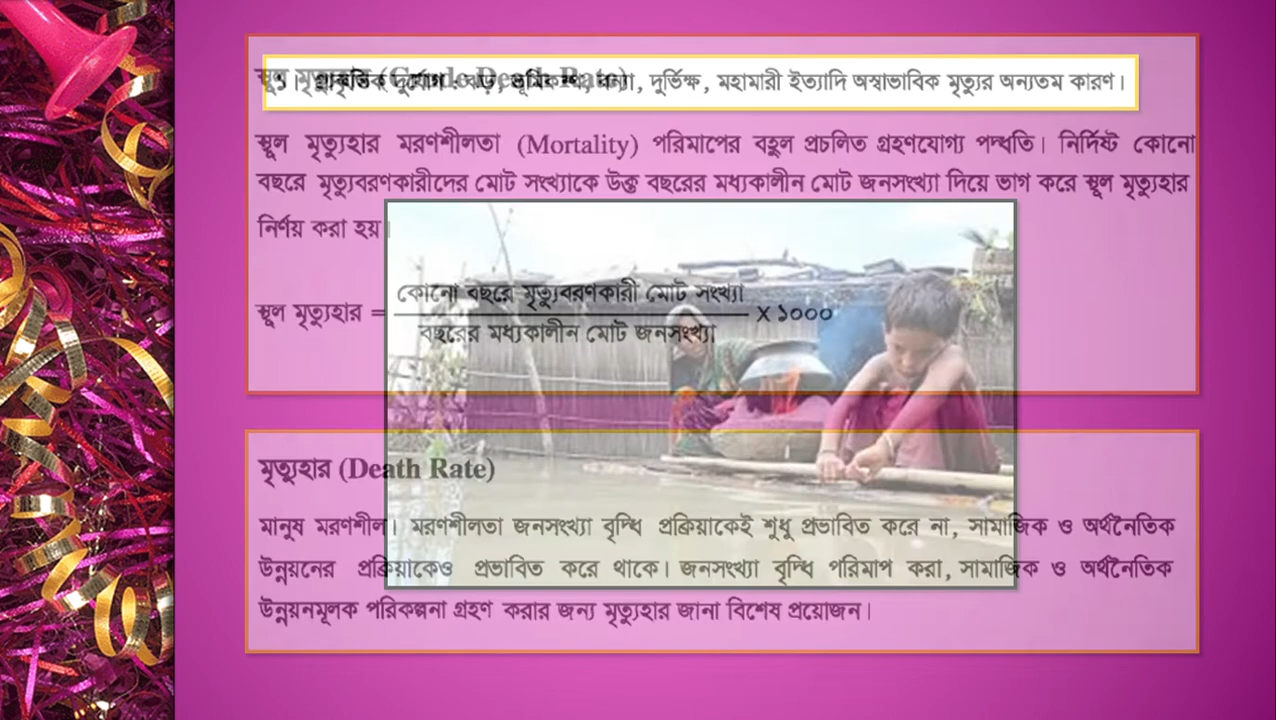 স্থূল মৃত্যুহার (Crude Death Rate)
১। প্রাকৃতিক দুর্যোগ : ঝড়, ভূমিকম্প, বন্যা, দুর্ভিক্ষ, মহামারী ইত্যাদি অস্বাভাবিক মৃত্যুর অন্যতম কারণ।
স্থূল মৃত্যুহার মরণশীলতা (Mortality) পরিমাপের বহুল প্রচলিত গ্রহণযোগ্য পদ্ধতি। নির্দিষ্ট কোনো
বছরে মৃত্যুবরণকারীদের মোট সংখ্যাকে উক্ত বছরের মধ্যকালীন মোট জনসংখ্যা দিয়ে ভাগ করে স্থূল মৃত্যুহার
নির্ণয় করা হয়।
কোনো বছরে মৃত্যুবরণকারী মোট সংখ্যা
স্থূল মৃত্যুহার = X ১০০০
বছরের মধ্যকালীন মোট জনসংখ্যা
মৃত্যুহার (Death Rate)
মানুষ মরণশীল। মরণশীলতা জনসংখ্যা বৃদ্ধি প্রক্রিয়াকেই শুধু প্রভাবিত করে না, সামাজিক ও অর্থনৈতিক
উন্নয়নের প্রক্রিয়াকেও প্রভাবিত করে থাকে। জনসংখ্যা বৃদ্ধি পরিমাপ করা, সামাজিক ও অর্থনৈতিক
উন্নয়নমূলক পরিকল্পনা গ্রহণ করার জন্য মৃত্যুহার জানা বিশেষ প্রয়োজন।